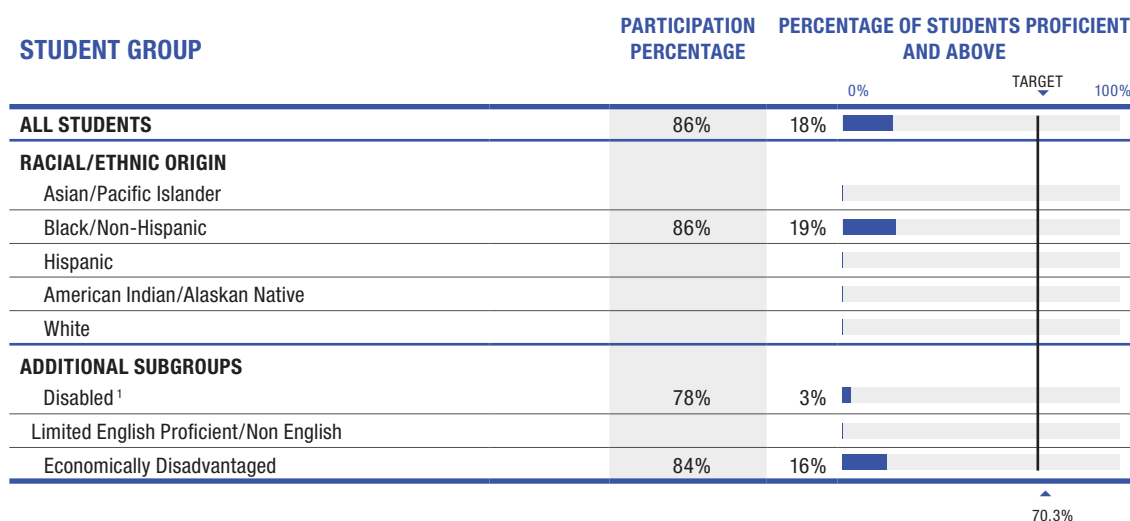 STUDENT GROUP
PARTICIPATION PERCENTAGE
PERCENTAGE OF STUDENTS PROFICIENT AND ABOVE
0% TARGET 100%
ALL STUDENTS 86% 18%
RACIAL/ETHNIC ORIGIN
Asian/Pacific Islander
Black/Non-Hispanic 86% 19%
Hispanic
American Indian/Alaskan Native
White
ADDITIONAL SUBGROUPS
Disabled 1 78% 3%
Limited English Proficient/Non English
Economically Disadvantaged 84% 16%
70.3%